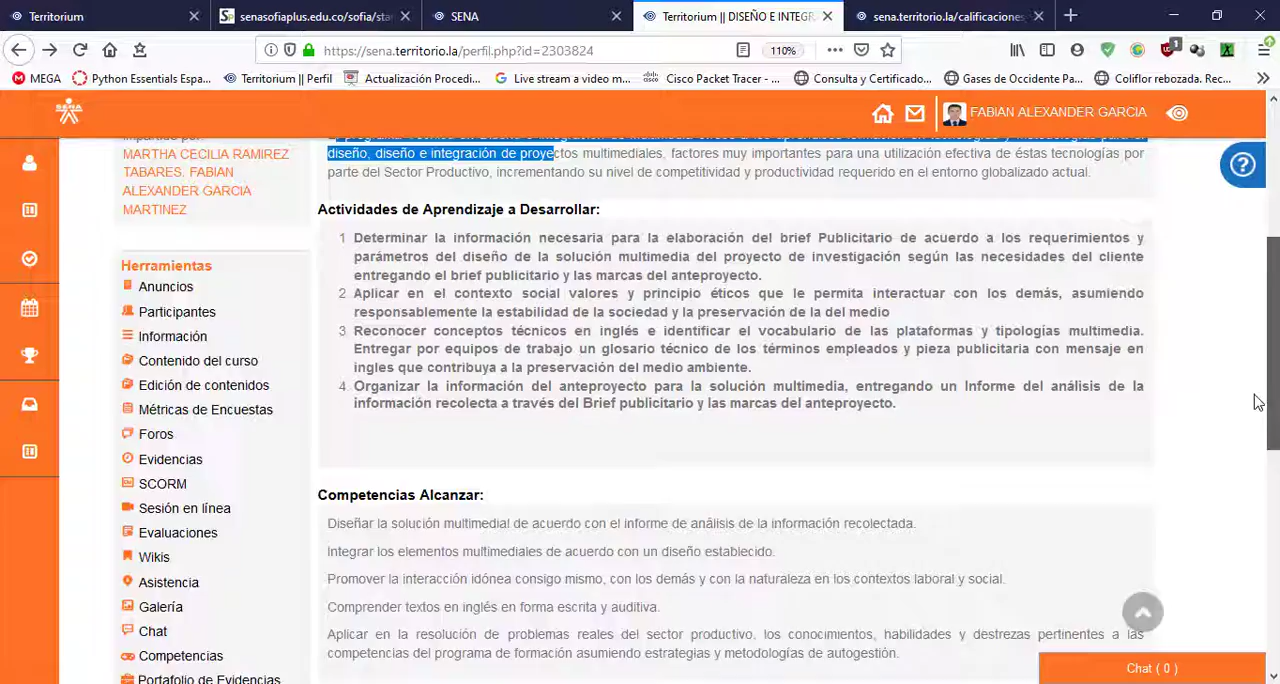 Territorium
senasofiaplus.edu.co/sofia/sta
SENA
Territorium || DISEÑO E INTEGR
sena.territorio.la/calificaciones
https://sena.territorio.la/perfil.php?id=2303824
110%
MEGA
Python Essentials Espa...
Territorium || Perfil
Actualización Procedi...
Live stream a video m...
Cisco Packet Tracer - ...
Consulta y Certificado...
Gases de Occidente Pa...
Coliflor rebozada. Rec...
SENA
FABIAN ALEXANDER GARCIA
MARTHA CECILIA RAMIREZ
TABARES. FABIAN
ALEXANDER GARCIA
MARTINEZ
diseño, diseño e integración de proyectos multimediales, factores muy importantes para una utilización efectiva de éstas tecnologías por
parte del Sector Productivo, incrementando su nivel de competitividad y productividad requerido en el entorno globalizado actual.
Actividades de Aprendizaje a Desarrollar:
1 Determinar la información necesaria para la elaboración del brief Publicitario de acuerdo a los requerimientos y
parámetros del diseño de la solución multimedia del proyecto de investigación según las necesidades del cliente
entregando el brief publicitario y las marcas del anteproyecto.
2 Aplicar en el contexto social valores y principio éticos que le permita interactuar con los demás, asumiendo
responsablemente la estabilidad de la sociedad y la preservación de la del medio
3 Reconocer conceptos técnicos en inglés e identificar el vocabulario de las plataformas y tipologías multimedia.
Entregar por equipos de trabajo un glosario técnico de los términos empleados y pieza publicitaria con mensaje en
ingles que contribuya a la preservación del medio ambiente.
4 Organizar la información del anteproyecto para la solución multimedia, entregando un Informe del análisis de la
información recolecta a través del Brief publicitario y las marcas del anteproyecto.
Herramientas
Anuncios
Participantes
Información
Contenido del curso
Edición de contenidos
Métricas de Encuestas
Foros
Evidencias
SCORM
Sesión en línea
Evaluaciones
Wikis
Asistencia
Galería
Chat
Competencias
Portafolio de Evidencias
Competencias Alcanzar:
Diseñar la solución multimedial de acuerdo con el informe de análisis de la información recolectada.
Integrar los elementos multimediales de acuerdo con un diseño establecido.
Promover la interacción idónea consigo mismo, con los demás y con la naturaleza en los contextos laboral y social.
Comprender textos en inglés en forma escrita y auditiva.
Aplicar en la resolución de problemas reales del sector productivo, los conocimientos, habilidades y destrezas pertinentes a las
competencias del programa de formación asumiendo estrategias y metodologías de autogestión.
Chat ( 0 )